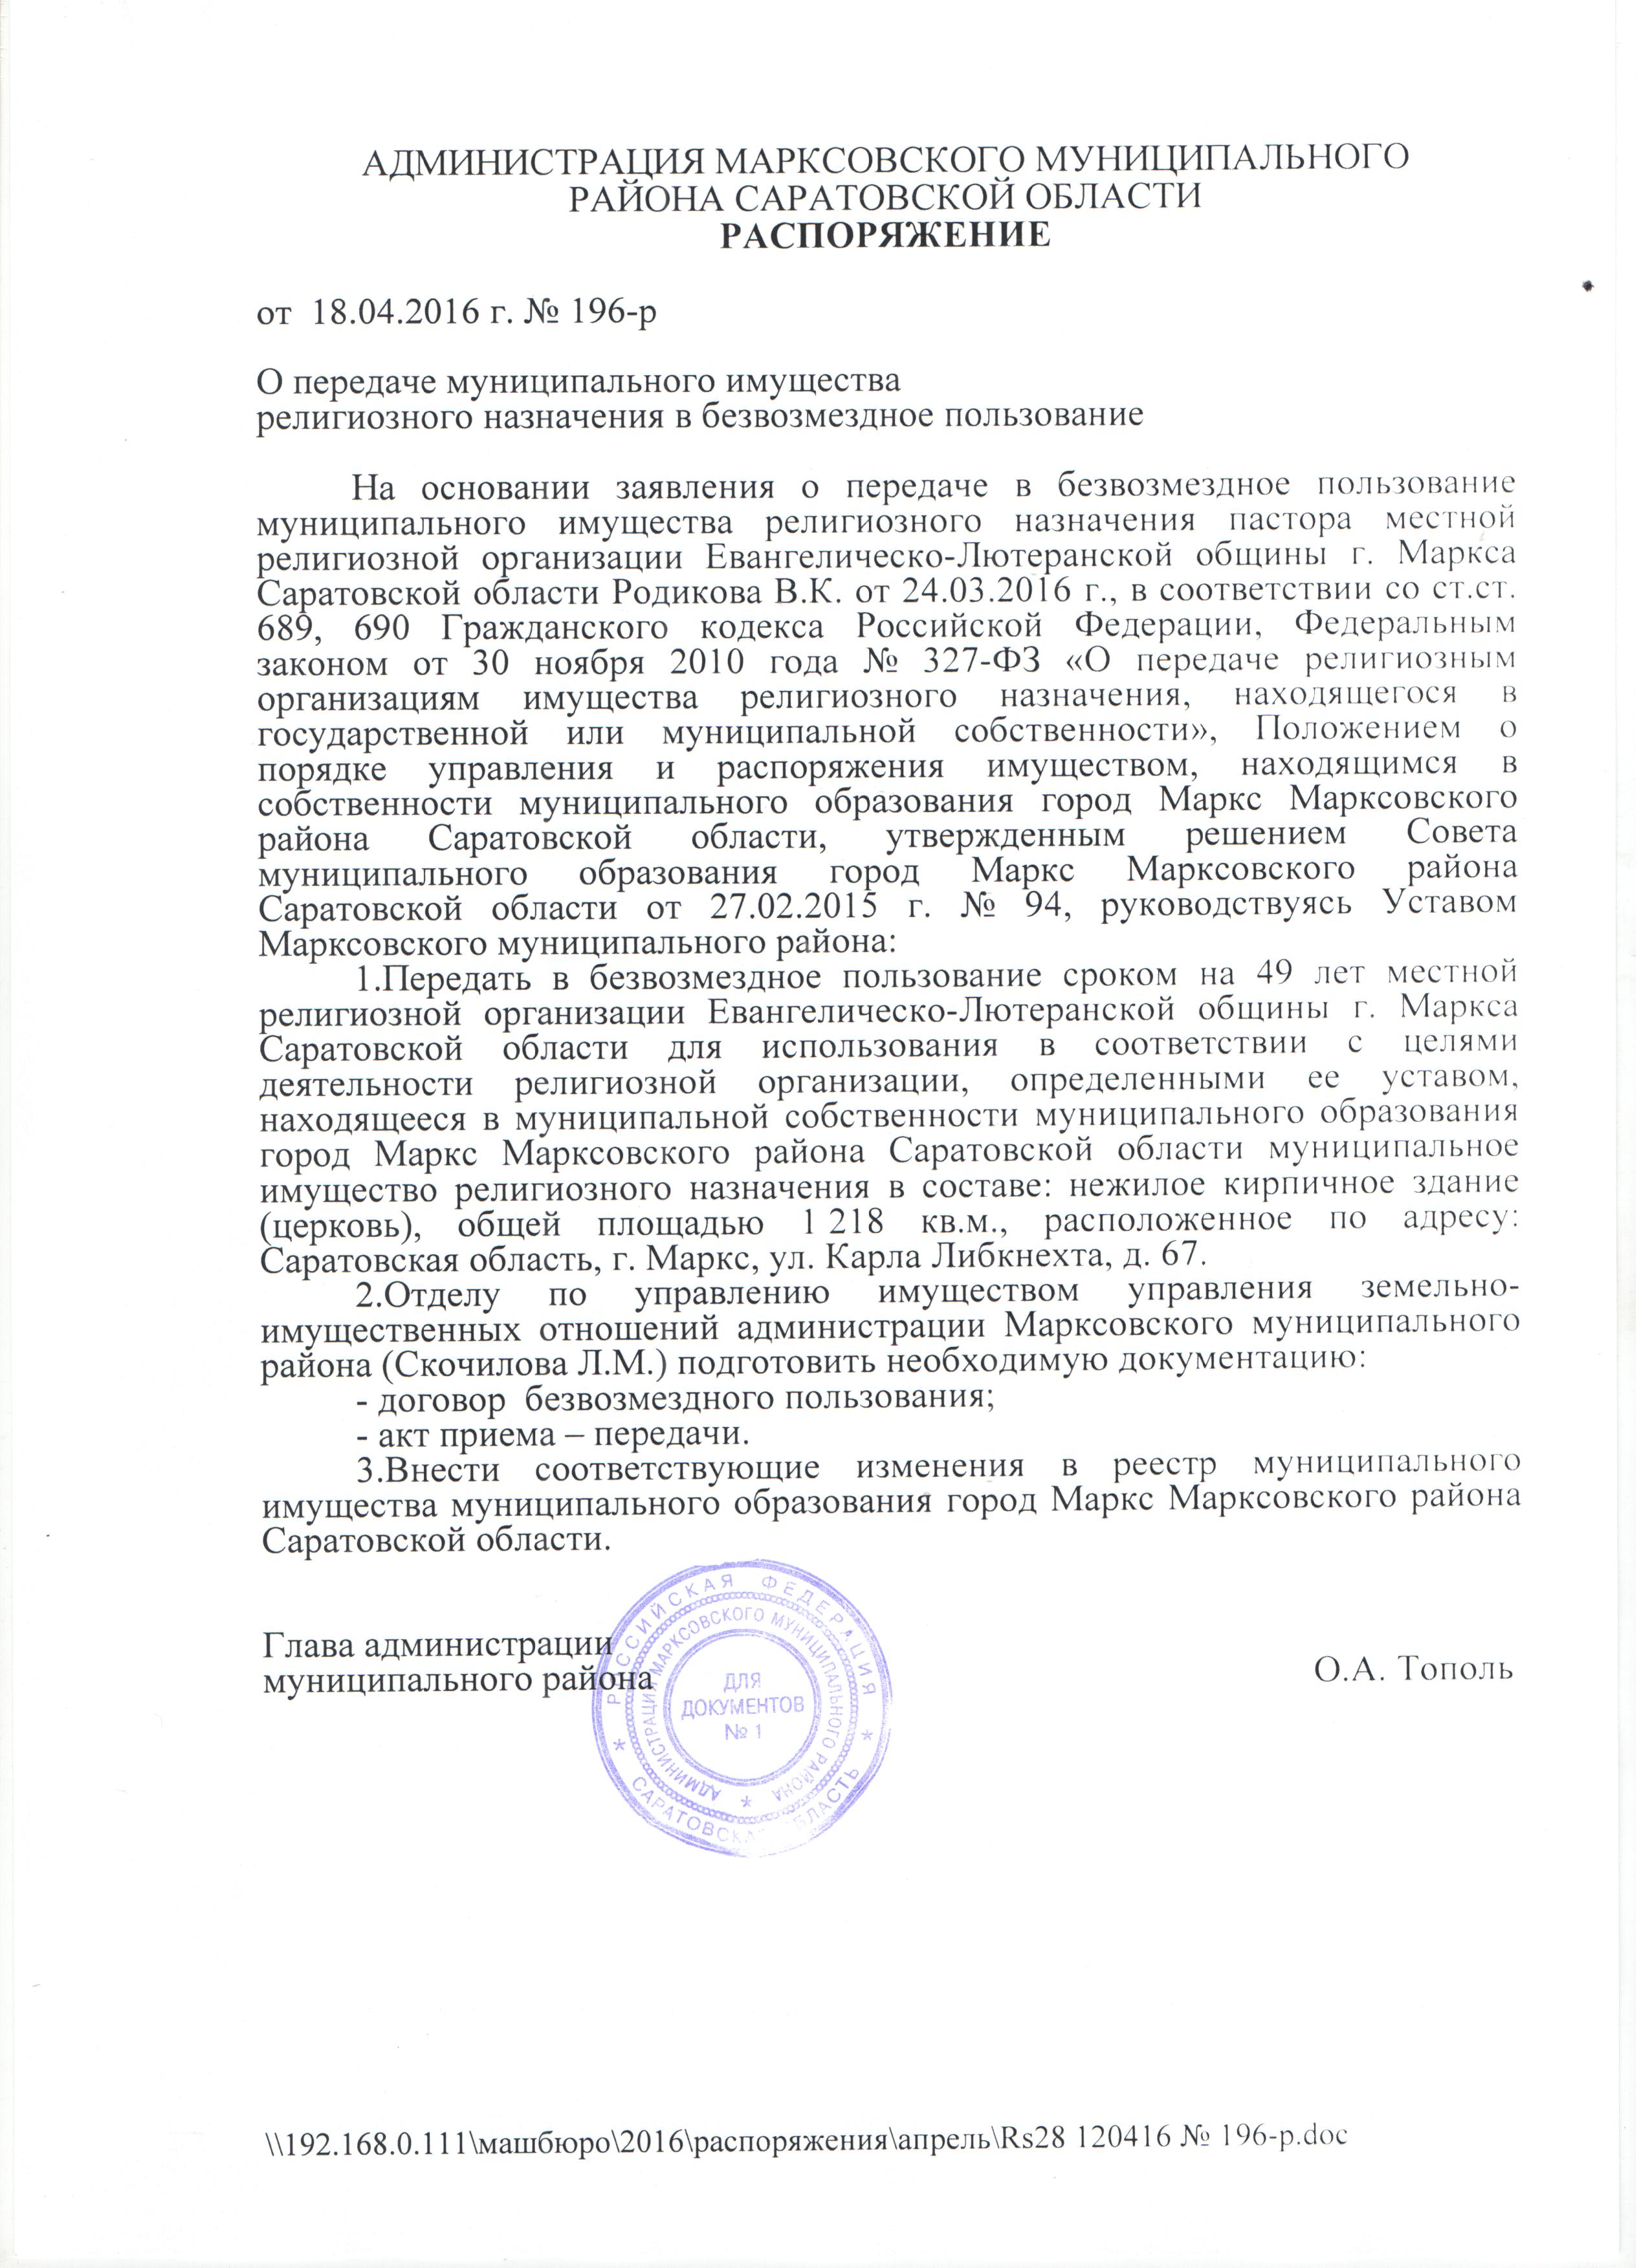 АДМИНИСТРАЦИЯ МАРКСОВСКОГО МУНИЦИПАЛЬНОГО
РАЙОНА САРАТОВСКОЙ ОБЛАСТИ
РАСПОРЯЖЕНИЕ
от 18.04.2016 г. № 196-р
О передаче муниципального имущества
религиозного назначения в безвозмездное пользование
На основании заявления о передаче в безвозмездное пользование
муниципального имущества религиозного назначения пастора местной
религиозной организации Евангелическо-Лютеранской общины г. Маркса
Саратовской области Родикова В.К. от 24.03.2016 г., в соответствии со ст.ст.
689, 690 Гражданского кодекса Российской Федерации, Федеральным
законом от 30 ноября 2010 года № 327-ФЗ «О передаче религиозным
организациям имущества религиозного назначения, находящегося в
государственной или муниципальной собственности», Положением о
порядке управления и распоряжения имуществом, находящимся в
собственности муниципального образования город Маркс Марксовского
района Саратовской области, утвержденным решением Совета
муниципального образования город Маркс Марксовского района
Саратовской области от 27.02.2015 г. № 94, руководствуясь Уставом
Марксовского муниципального района:
1.Передать в безвозмездное пользование сроком на 49 лет местной
религиозной организации Евангелическо-Лютеранской общины г. Маркса
Саратовской области для использования в соответствии с целями
деятельности религиозной организации, определенными ее уставом,
находящееся в муниципальной собственности муниципального образования
город Маркс Марксовского района Саратовской области муниципальное
имущество религиозного назначения в составе: нежилое кирпичное здание
(церковь), общей площадью 1 218 кв.м., расположенное по адресу:
Саратовская область, г. Маркс, ул. Карла Либкнехта, д. 67.
2.Отделу по управлению имуществом управления земельно-
имущественных отношений администрации Марксовского муниципального
района (Скочилова Л.М.) подготовить необходимую документацию:
- договор безвозмездного пользования;
- акт приема – передачи.
3.Внести соответствующие изменения в реестр муниципального
имущества муниципального образования город Маркс Марксовского района
Саратовской области.
Глава администрации
муниципального района
О.А. Тополь
РОССИЙСКАЯ ФЕДЕРАЦИЯ
* САРАТОВСКАЯ ОБЛАСТЬ *
АДМИНИСТРАЦИЯ МАРКСОВСКОГО МУНИЦИПАЛЬНОГО РАЙОНА *
ДЛЯ
ДОКУМЕНТОВ
№ 1
\\192.168.0.111\машбюро\2016\распоряжения\апрель\Rs28 120416 № 196-р.doc